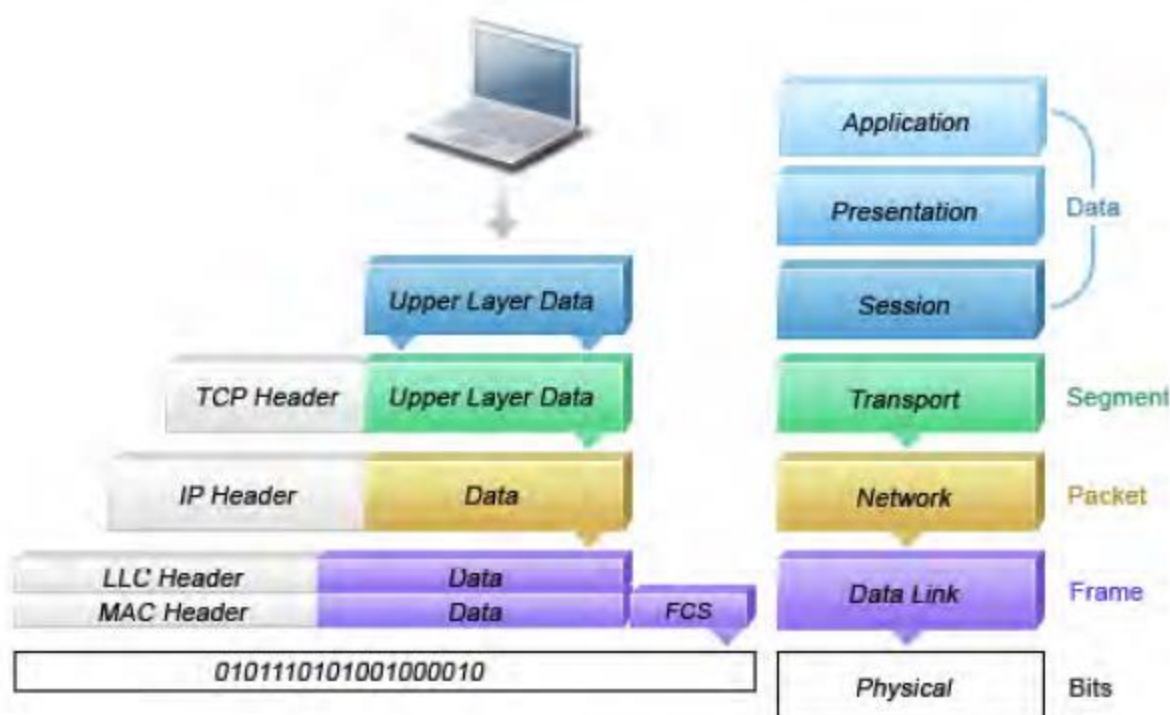 Application
Presentation
Data
Upper Layer Data
Session
TCP Header
Upper Layer Data
Transport
Segment
IP Header
Data
Network
Packet
LLC Header
Data
MAC Header
Data
FCS
Data Link
Frame
0101110101001000010
Physical
Bits